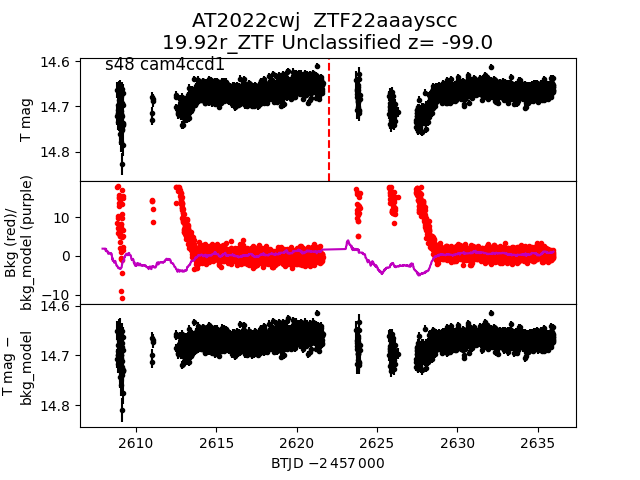 AT2022cwj  ZTF22aaayscc
19.92r_ZTF Unclassified z= -99.0
s48 cam4ccd1
14.6
14.7
14.8
T mag
10
0
−10
Bkg (red)/
bkg_model (purple)
14.6
14.7
14.8
T mag −
bkg_model
2610
2615
2620
2625
2630
2635
BTJD −2 457 000